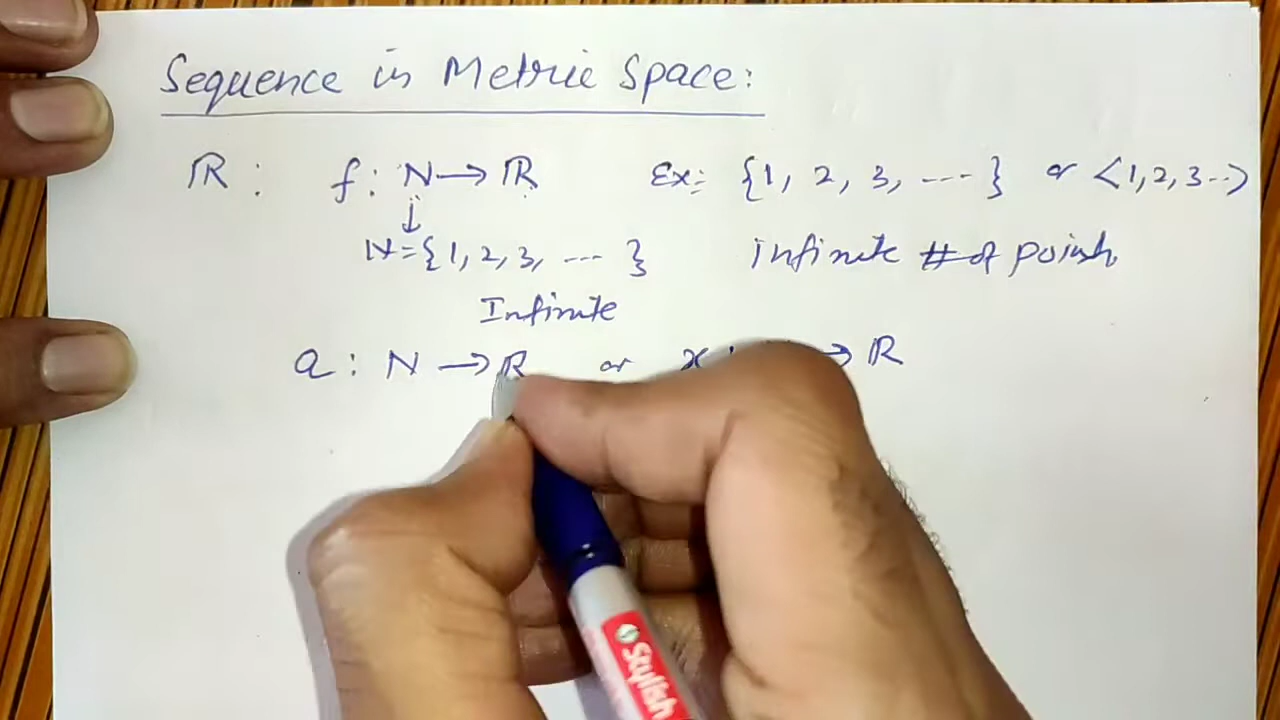 Sequence in Metric Space:
ℝ : f: N→ℝ Ex:- {1, 2, 3, ----} or <1,2,3--->
↓
N={1, 2, 3, --- }
infinite # of points
Infinite
a : N →ℝ or x : → ℝ
Stylish